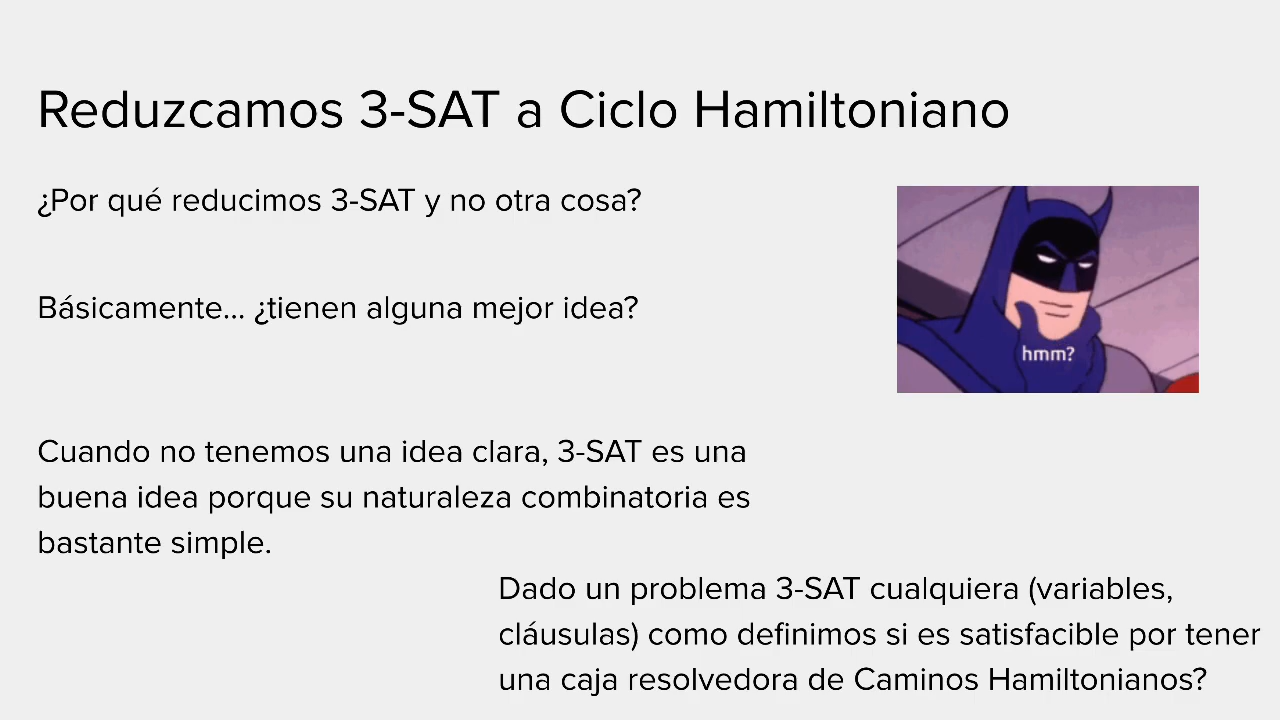 Reduzcamos 3-SAT a Ciclo Hamiltoniano
¿Por qué reducimos 3-SAT y no otra cosa?
Básicamente... ¿tienen alguna mejor idea?
hmm?
Cuando no tenemos una idea clara, 3-SAT es una
buena idea porque su naturaleza combinatoria es
bastante simple.
Dado un problema 3-SAT cualquiera (variables,
cláusulas) como definimos si es satisfacible por tener
una caja resolvedora de Caminos Hamiltonianos?